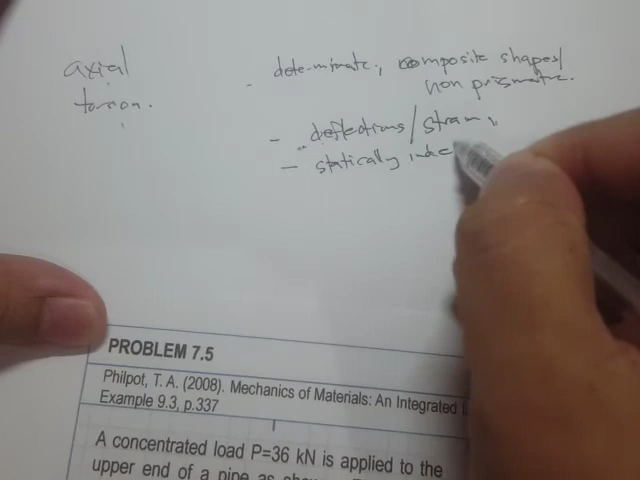 axial
torsion.
- determinate, composite shapes/
non prismatic.
- deflections/strain,
- statically inde
PROBLEM 7.5
Philpot, T. A. (2008). Mechanics of Materials: An Integrated
Example 9.3, p.337
A concentrated load P=36 kN is applied to the
upper end of a pipe as